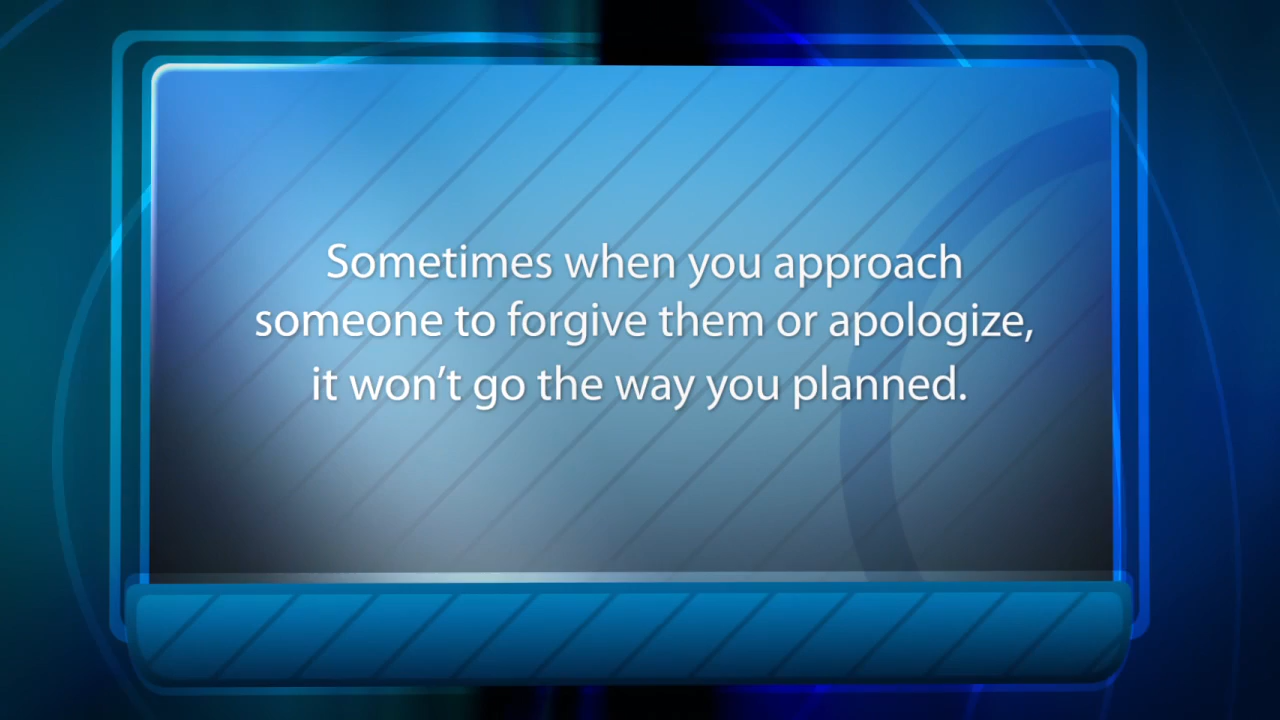 Sometimes when you approach
someone to forgive them or apologize,
it won’t go the way you planned.